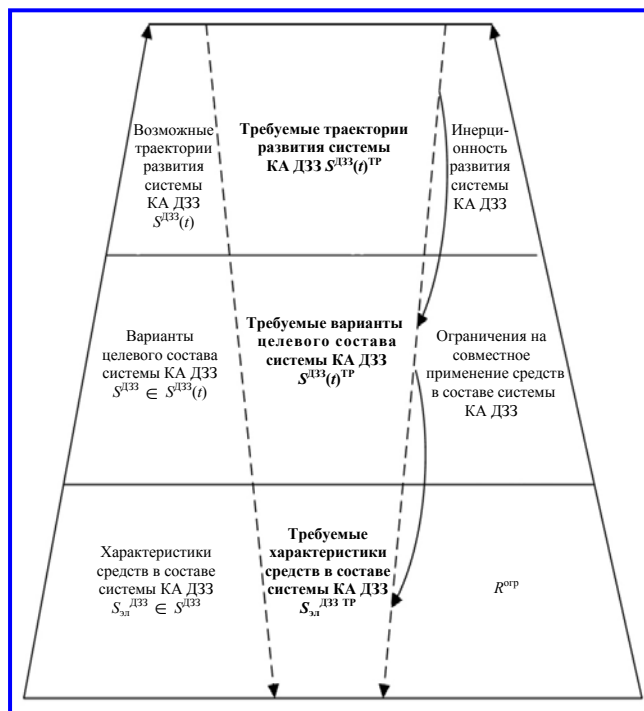 Возможные
траектории
развития
системы
КА ДЗЗ
S^ДЗЗ(t)
Требуемые траектории
развития системы
КА ДЗЗ S^ДЗЗ(t)^ТР
Инерци-
онность
развития
системы
КА ДЗЗ
Варианты
целевого состава
системы КА ДЗЗ
S^ДЗЗ ∈ S^ДЗЗ(t)
Требуемые варианты
целевого состава
системы КА ДЗЗ
S^ДЗЗ(t)^ТР
Ограничения на
совместное
применение средств
в составе системы
КА ДЗЗ
Характеристики
средств в составе
системы КА ДЗЗ
S_эл^ДЗЗ ∈ S^ДЗЗ
Требуемые
характеристики
средств в составе
системы КА ДЗЗ
S_эл^ДЗЗ ТР
R^огр